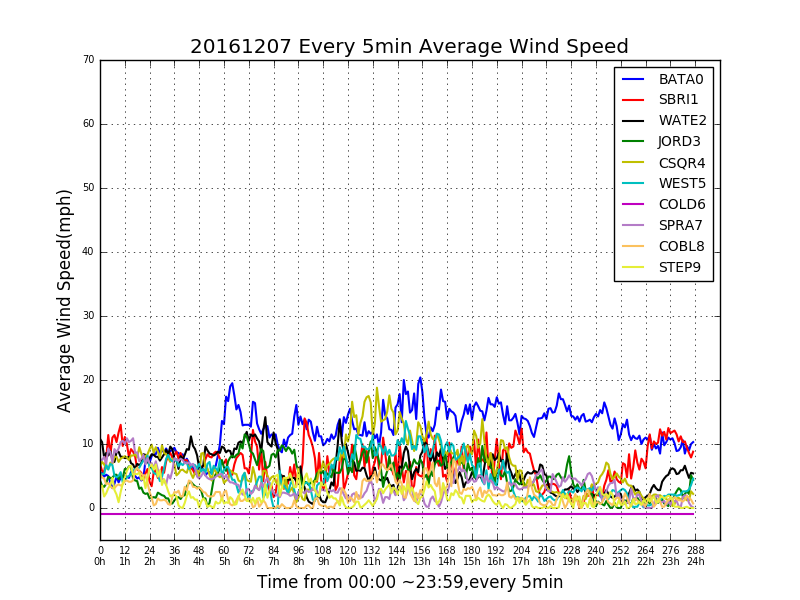 20161207 Every 5min Average Wind Speed
Average Wind Speed(mph)
70
60
50
40
30
20
10
0
BATA0
SBRI1
WATE2
JORD3
CSQR4
WEST5
COLD6
SPRA7
COBL8
STEP9
0 12 24 36 48 60 72 84 96 108 120 132 144 156 168 180 192 204 216 228 240 252 264 276 288
0h 1h 2h 3h 4h 5h 6h 7h 8h 9h 10h 11h 12h 13h 14h 15h 16h 17h 18h 19h 20h 21h 22h 23h 24h
Time from 00:00 ~23:59,every 5min